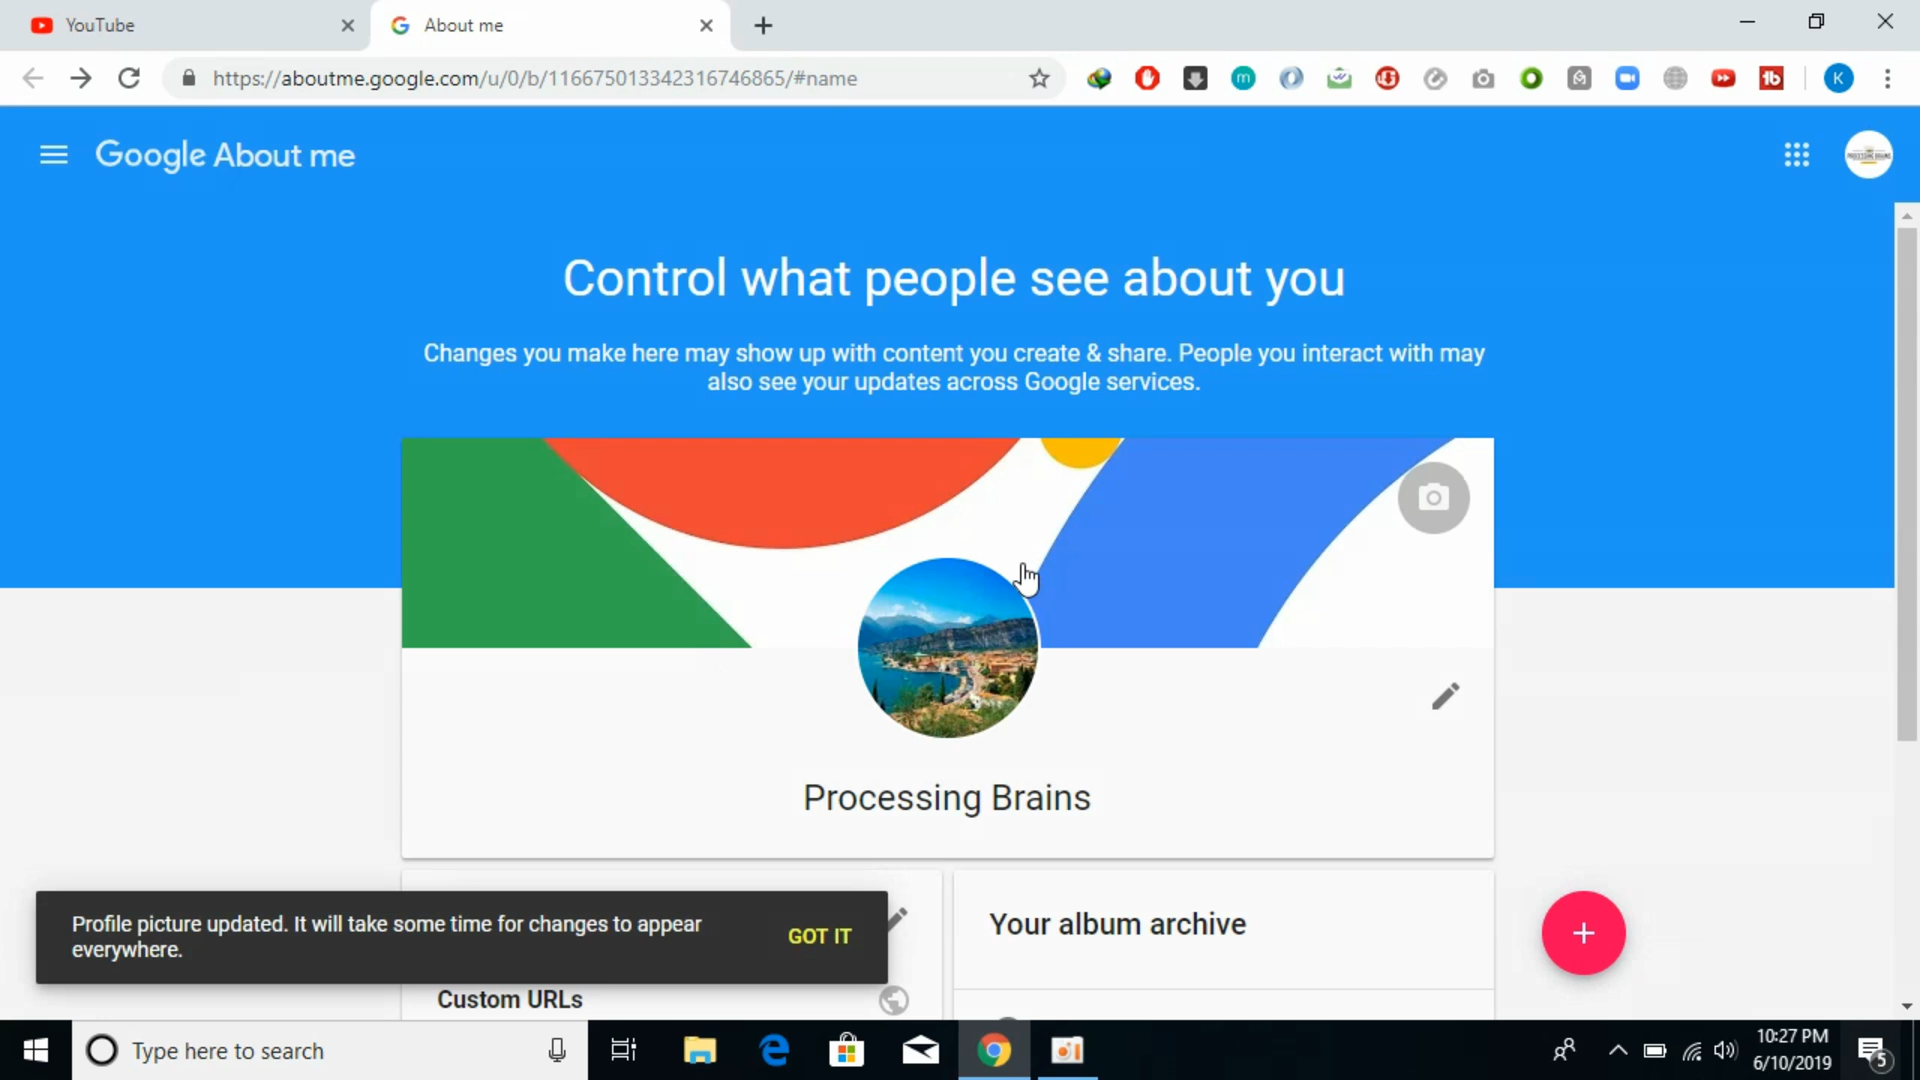 YouTube
About me
https://aboutme.google.com/u/0/b/116675013342316746865/#name
K
Google About me
PROCESSING BRAINS
Control what people see about you
Changes you make here may show up with content you create & share. People you interact with may
also see your updates across Google services.
Processing Brains
Profile picture updated. It will take some time for changes to appear
everywhere.
GOT IT
Your album archive
Custom URLs
Type here to search
10:27 PM
6/10/2019
5